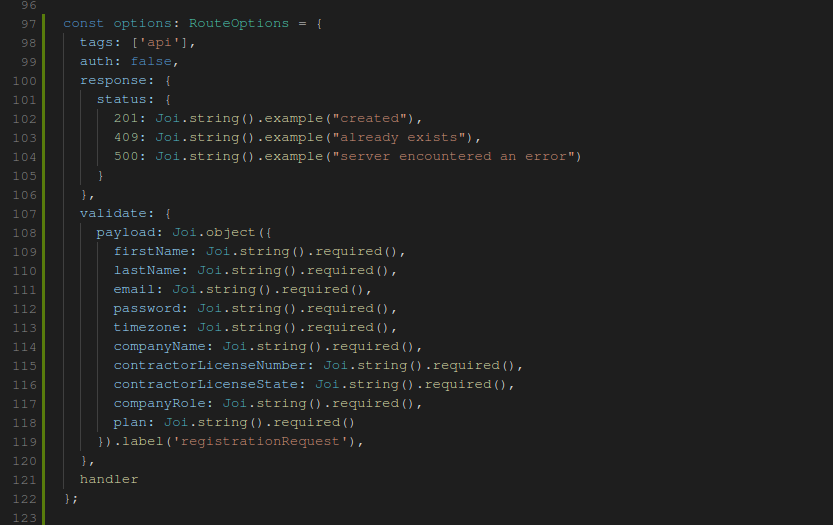 96
97 const options: RouteOptions = {
98 tags: ['api'],
99 auth: false,
100 response: {
101 status: {
102 201: Joi.string().example("created"),
103 409: Joi.string().example("already exists"),
104 500: Joi.string().example("server encountered an error")
105 }
106 },
107 validate: {
108 payload: Joi.object({
109 firstName: Joi.string().required(),
110 lastName: Joi.string().required(),
111 email: Joi.string().required(),
112 password: Joi.string().required(),
113 timezone: Joi.string().required(),
114 companyName: Joi.string().required(),
115 contractorLicenseNumber: Joi.string().required(),
116 contractorLicenseState: Joi.string().required(),
117 companyRole: Joi.string().required(),
118 plan: Joi.string().required()
119 }).label('registrationRequest'),
120 },
121 handler
122 };
123